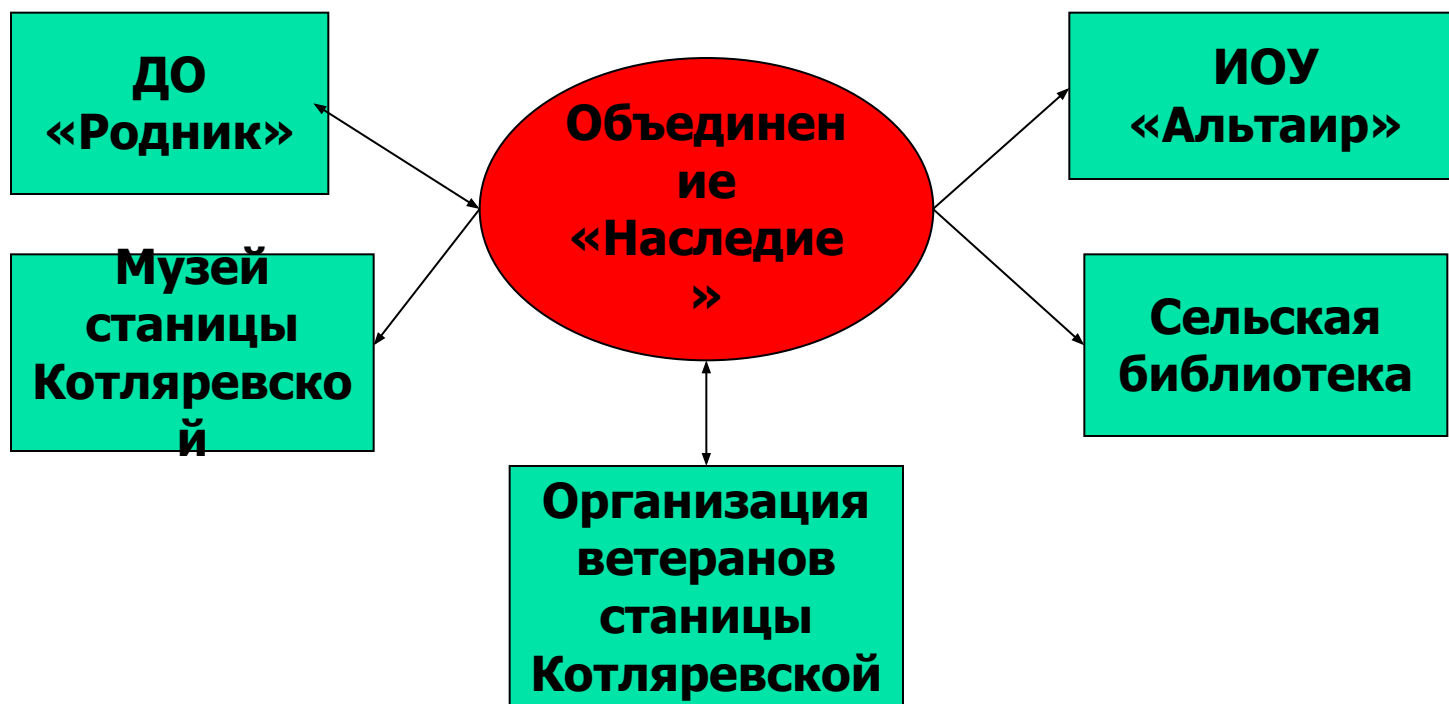 ДО
«Родник»
Объединен
ие
«Наследие
»
ИОУ
«Альтаир»
Музей
станицы
Котляревско
й
Сельская
библиотека
Организация
ветеранов
станицы
Котляревской